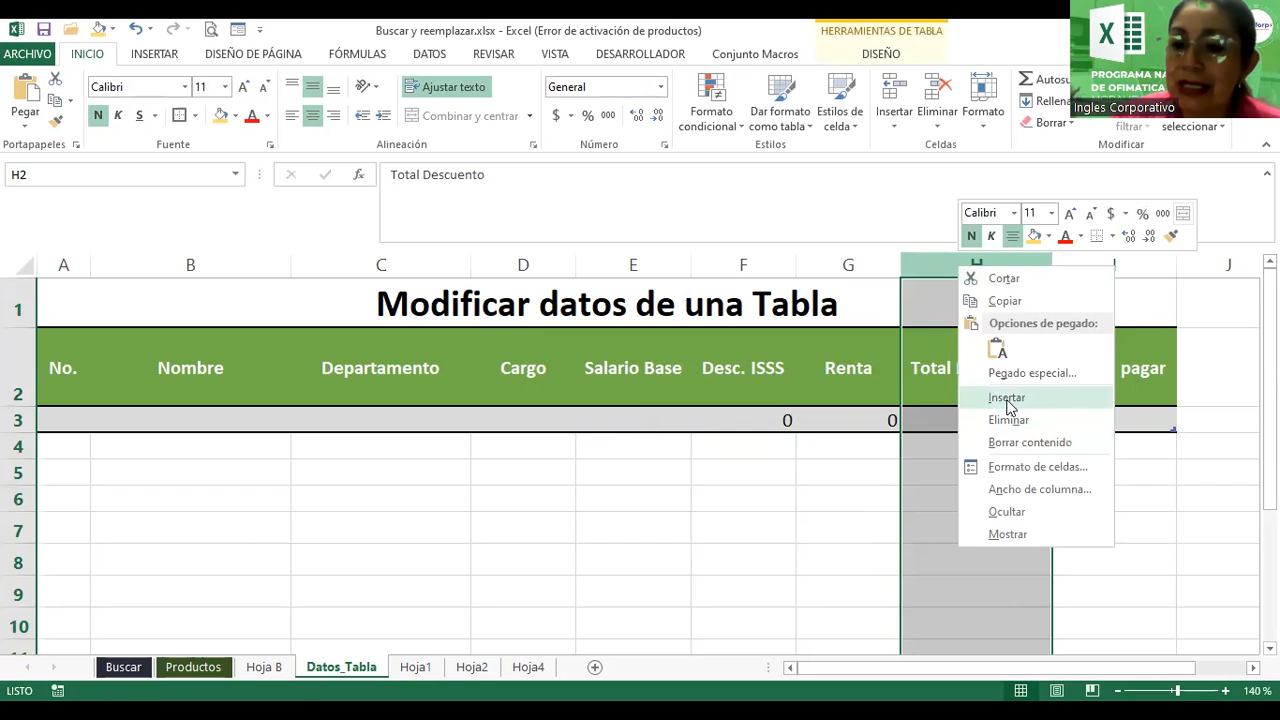 Buscar y reemplazar.xlsx - Excel (Error de activación de productos)
HERRAMIENTAS DE TABLA
ARCHIVO INICIO INSERTAR DISEÑO DE PÁGINA FÓRMULAS DATOS REVISAR VISTA DESARROLLADOR Conjunto Macros DISEÑO
PROGRAMA NA
DE OFIMATICA
Ingles Corporativo
Pegar
Calibri 11
Ajustar texto
General
N K S
Combinar y centrar
$ % 000
Formato condicional
Dar formato como tabla
Estilos de celda
Insertar Eliminar Formato
Autosu
Rellena
Borrar
filtrar seleccionar
Portapapeles Fuente Alineación Número Estilos Celdas Modificar
H2 fx Total Descuento
Calibri 11 $ % 000
N K A
A B C D E F G H I J
1 Modificar datos de una Tabla
2 No. Nombre Departamento Cargo Salario Base Desc. ISSS Renta Total pagar
3 0 0
4
5
6
7
8
9
10
Cortar
Copiar
Opciones de pegado:
Pegado especial...
Insertar
Eliminar
Borrar contenido
Formato de celdas...
Ancho de columna...
Ocultar
Mostrar
Buscar Productos Hoja B Datos_Tabla Hoja1 Hoja2 Hoja4
LISTO 140 %